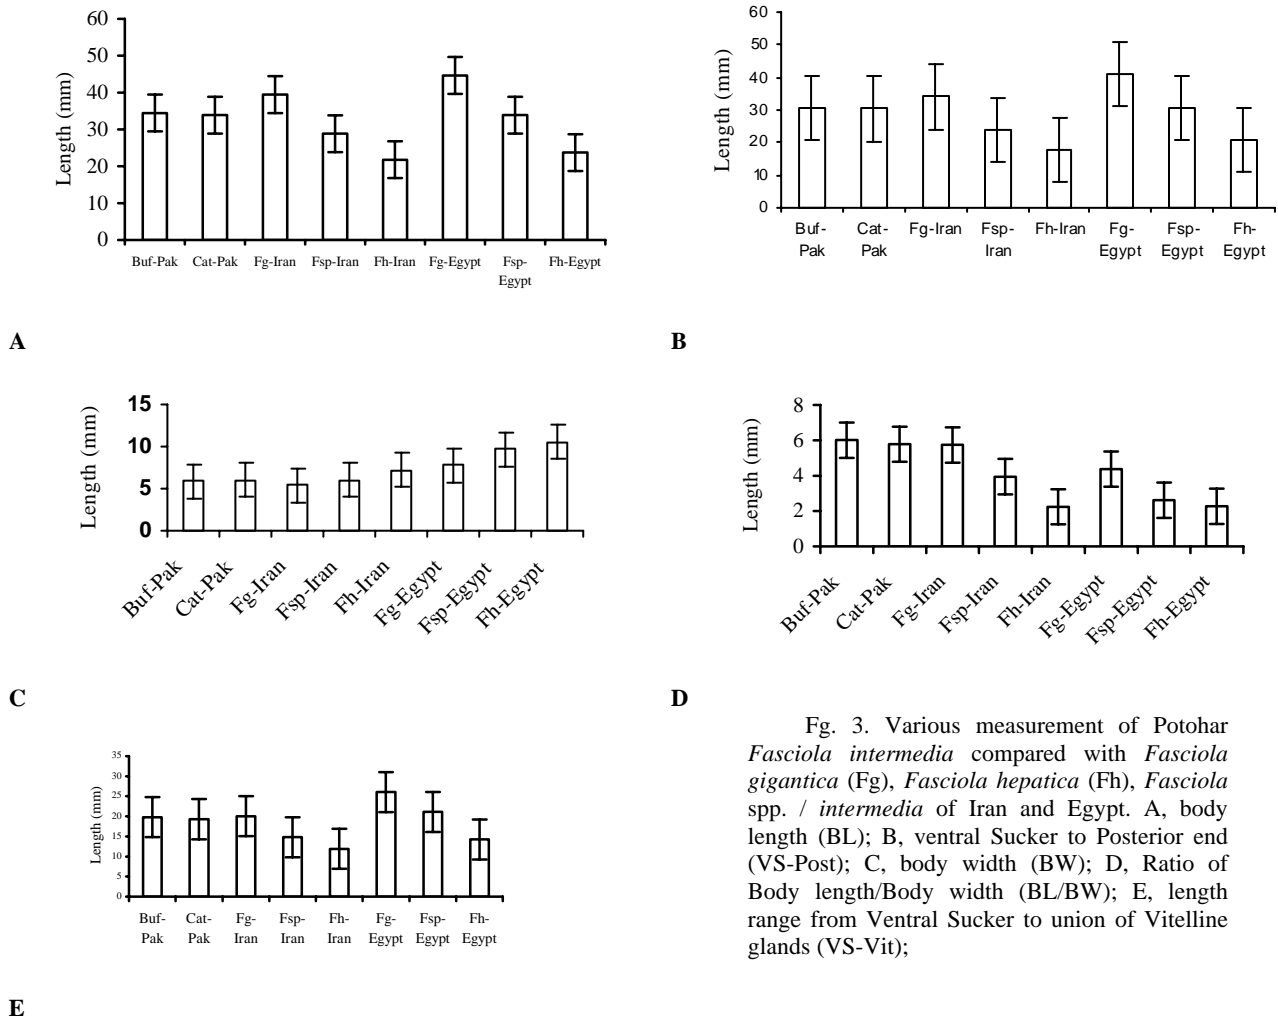 60
50
40
30
20
10
0
Length (mm)
Buf-Pak Cat-Pak Fg-Iran Fsp-Iran Fh-Iran Fg-Egypt Fsp- Fh-Egypt
Egypt
A
60
50
40
30
20
10
0
Length (mm)
Buf- Cat- Fg-Iran Fsp- Fh-Iran Fg- Fsp- Fh-
Pak Pak Iran Egypt Egypt Egypt
B
15
10
5
0
Length (mm)
Buf-Pak
Cat-Pak
Fg-Iran
Fsp-Iran
Fh-Iran
Fg-Egypt
Fsp-Egypt
Fh-Egypt
C
8
6
4
2
0
Length (mm)
Buf-Pak
Cat-Pak
Fg-Iran
Fsp-Iran
Fh-Iran
Fg-Egypt
Fsp-Egypt
Fh-Egypt
D
35
30
25
20
15
10
5
0
Length (mm)
Buf- Cat- Fg- Fsp- Fh- Fg- Fsp- Fh-
Pak Pak Iran Iran Iran Egypt Egypt Egypt
E
Fg. 3. Various measurement of Potohar
Fasciola intermedia compared with Fasciola
gigantica (Fg), Fasciola hepatica (Fh), Fasciola
spp. / intermedia of Iran and Egypt. A, body
length (BL); B, ventral Sucker to Posterior end
(VS-Post); C, body width (BW); D, Ratio of
Body length/Body width (BL/BW); E, length
range from Ventral Sucker to union of Vitelline
glands (VS-Vit);